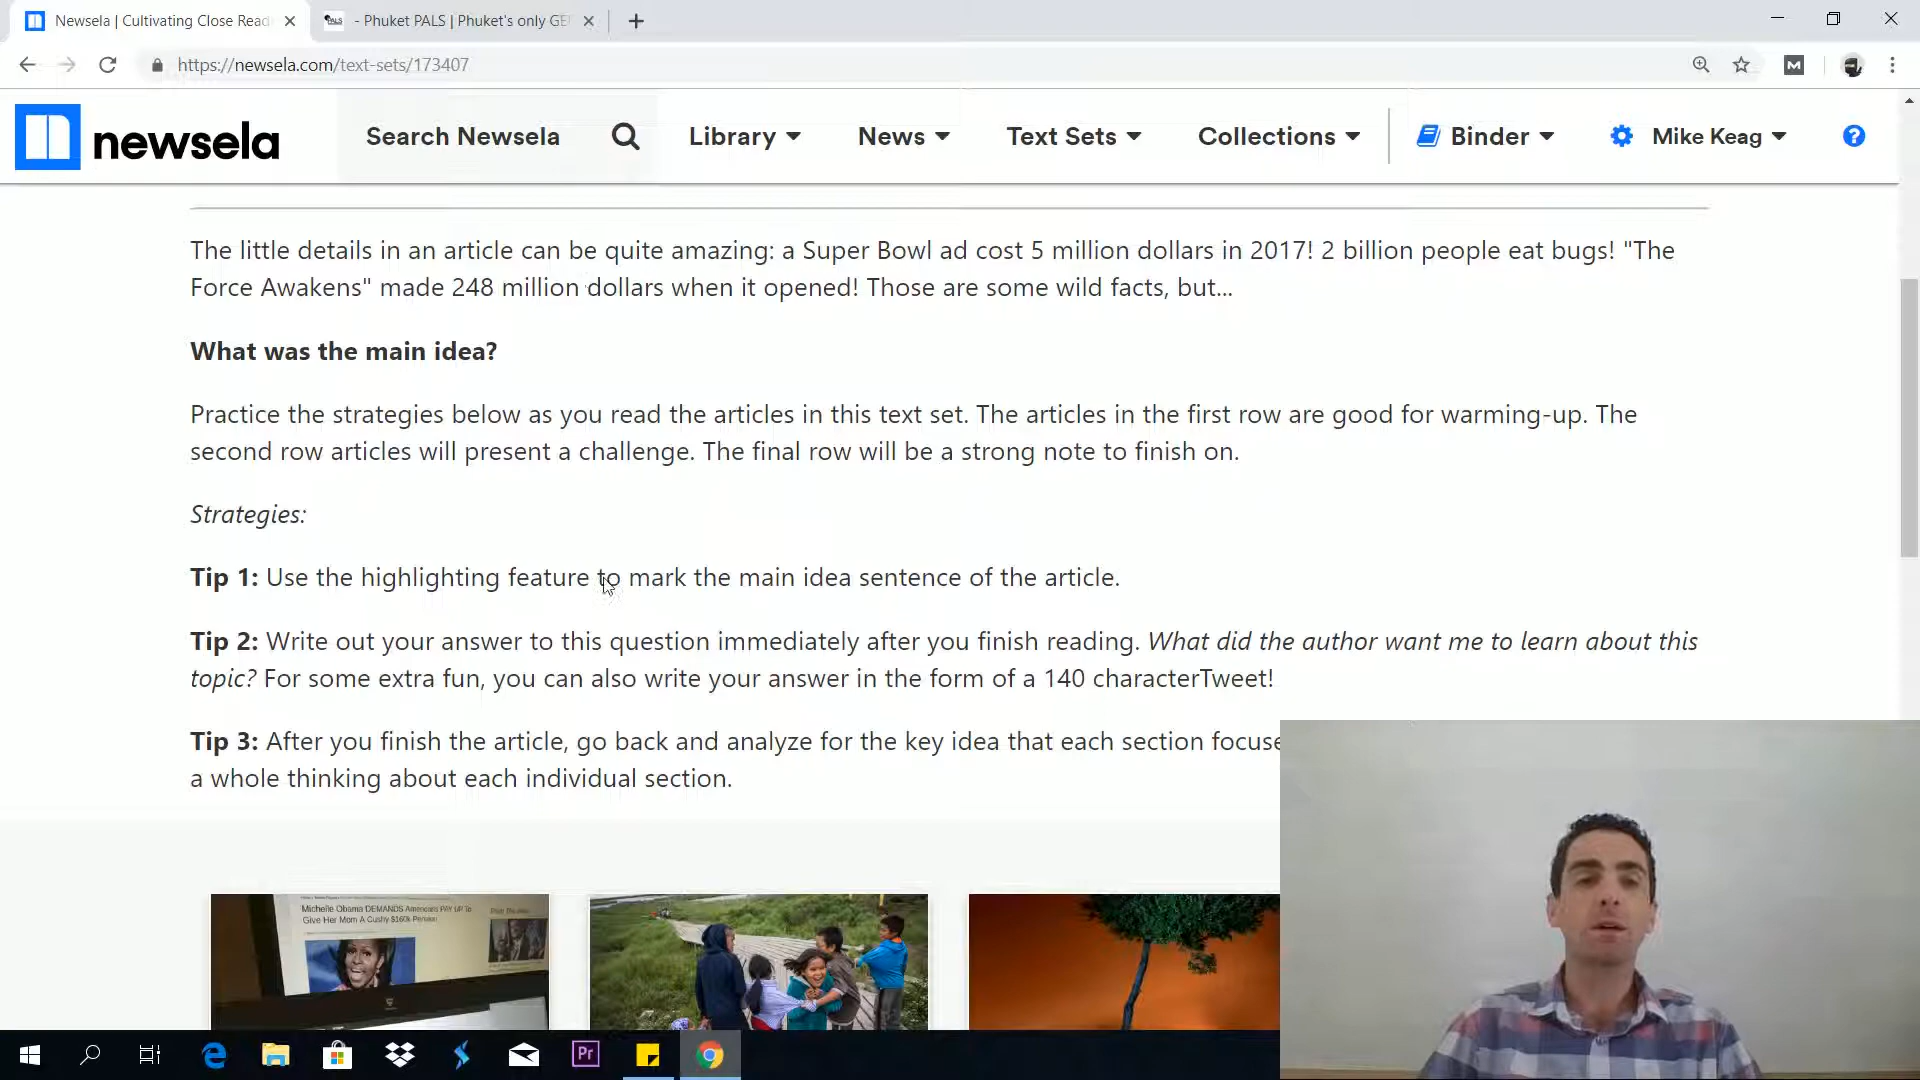 Newsela | Cultivating Close Read
- Phuket PALS | Phuket's only GE
https://newsela.com/text-sets/173407
M
newsela
Search Newsela
Library
News
Text Sets
Collections
Binder
Mike Keag
?
The little details in an article can be quite amazing: a Super Bowl ad cost 5 million dollars in 2017! 2 billion people eat bugs! "The
Force Awakens" made 248 million dollars when it opened! Those are some wild facts, but...
What was the main idea?
Practice the strategies below as you read the articles in this text set. The articles in the first row are good for warming-up. The
second row articles will present a challenge. The final row will be a strong note to finish on.
Strategies:
Tip 1: Use the highlighting feature to mark the main idea sentence of the article.
Tip 2: Write out your answer to this question immediately after you finish reading. What did the author want me to learn about this
topic? For some extra fun, you can also write your answer in the form of a 140 characterTweet!
Tip 3: After you finish the article, go back and analyze for the key idea that each section focuse
a whole thinking about each individual section.
Michelle Obama DEMANDS Americans PAY UP To
Give Her Mom A Cushy $160k Pension
Pr